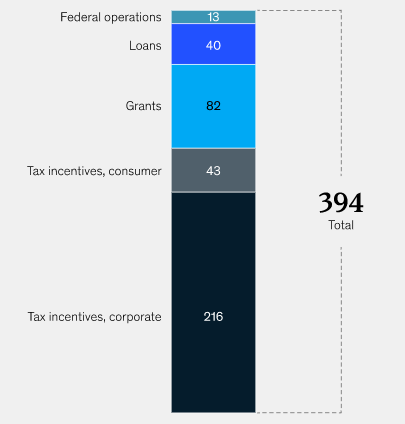 Federal operations 13
Loans 40
Grants 82
Tax incentives, consumer 43
394
Total
Tax incentives, corporate 216